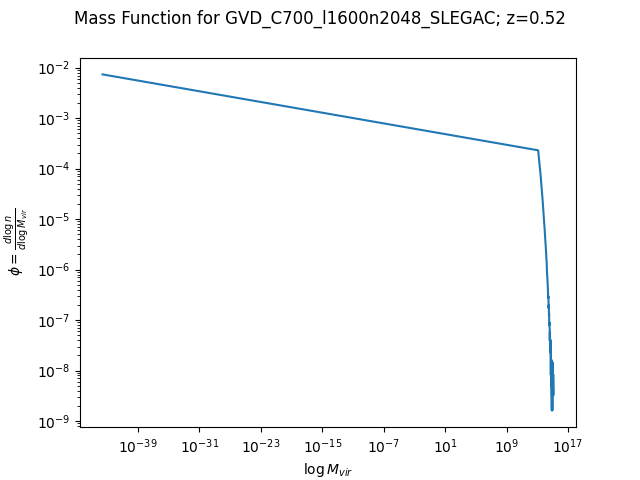 Mass Function for GVD_C700_l1600n2048_SLEGAC; z=0.52
10⁻²
10⁻³
10⁻⁴
10⁻⁵
10⁻⁶
10⁻⁷
10⁻⁸
10⁻⁹
ϕ = d log n / d log M_vir
10⁻³⁹ 10⁻³¹ 10⁻²³ 10⁻¹⁵ 10⁻⁷ 10¹ 10⁹ 10¹⁷
log M_vir